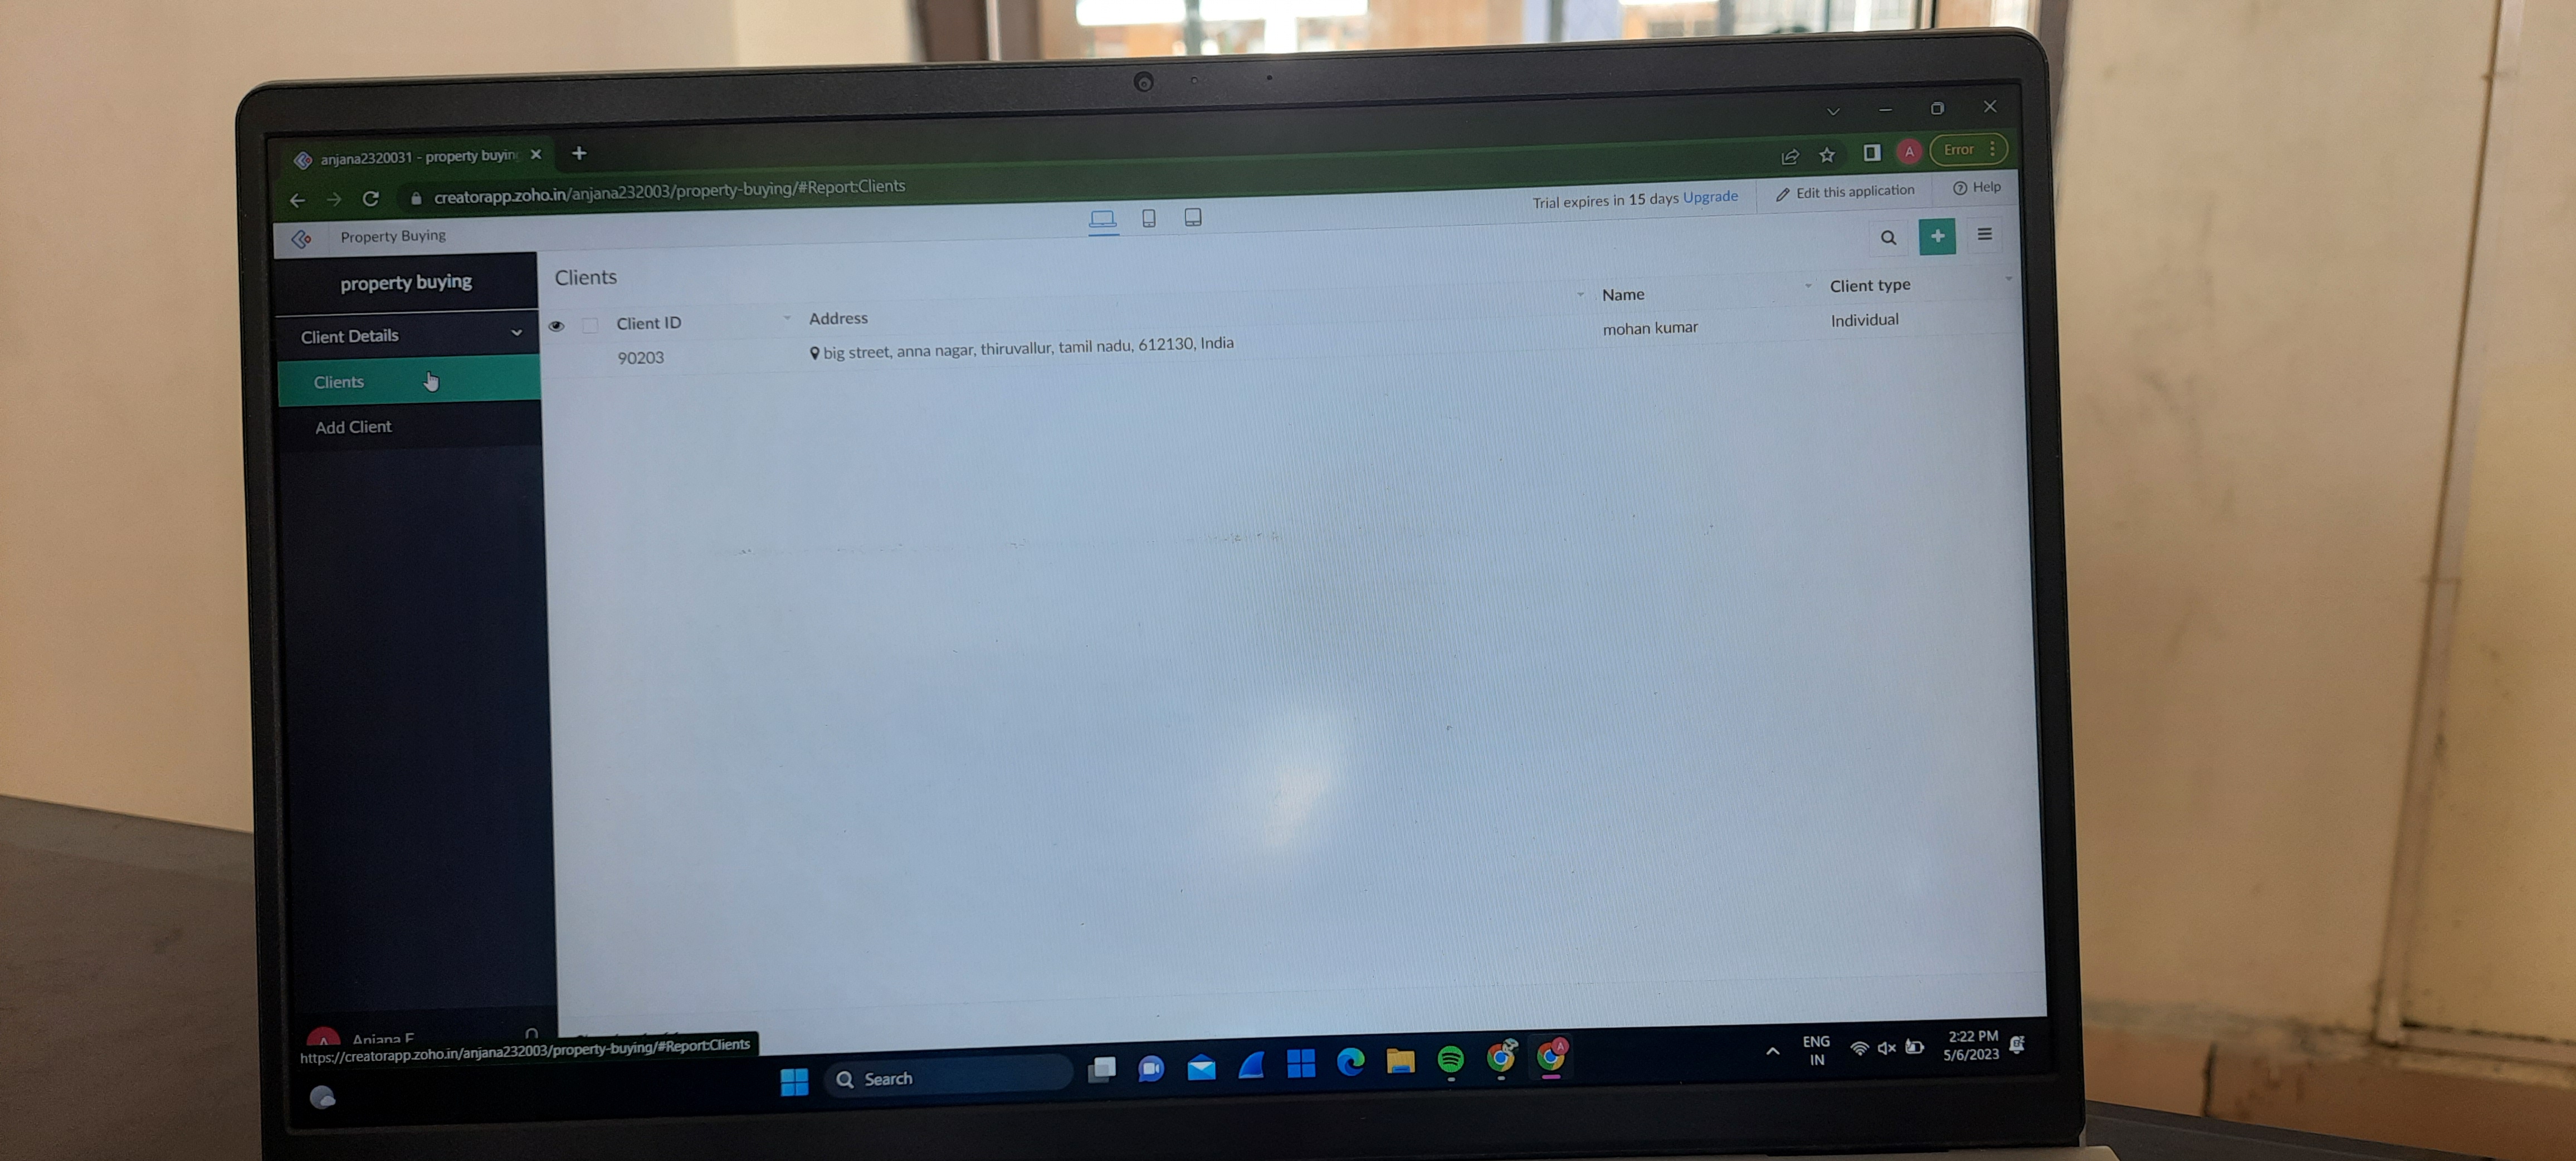 anjana2320031 - property buying
Error
creatorapp.zoho.in/anjana232003/property-buying/#Report:Clients
Trial expires in 15 days Upgrade
Edit this application
Help
Property Buying
property buying
Clients
Client Details
Client ID
Address
Name
Client type
90203
big street, anna nagar, thiruvallur, tamil nadu, 612130, India
mohan kumar
Individual
Clients
Add Client
https://creatorapp.zoho.in/anjana232003/property-buying/#Report:Clients
Search
ENG
IN
2:22 PM
5/6/2023